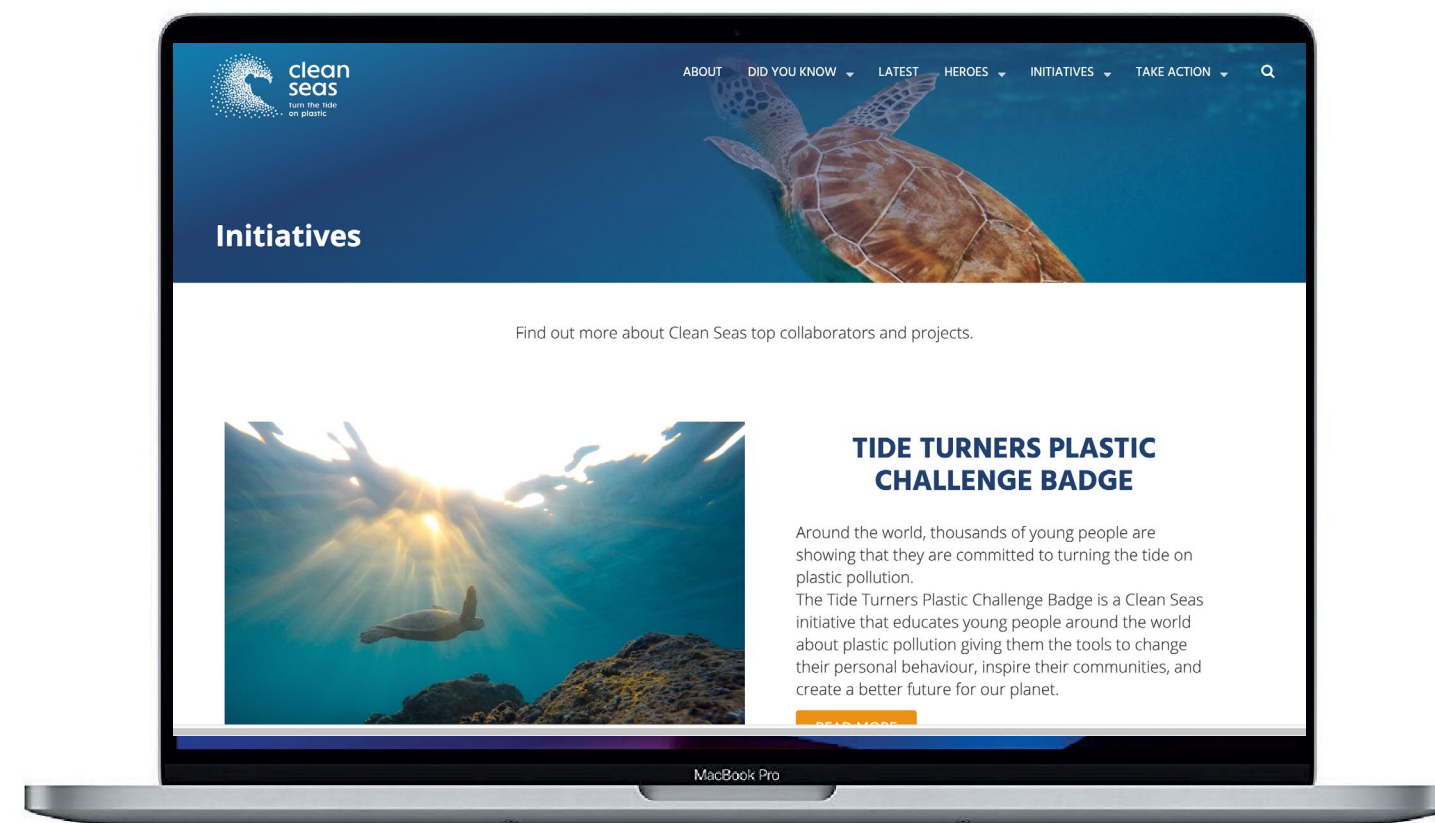 clean
seas
turn the tide
on plastic
ABOUT DID YOU KNOW LATEST HEROES INITIATIVES TAKE ACTION
Initiatives
Find out more about Clean Seas top collaborators and projects.
TIDE TURNERS PLASTIC
CHALLENGE BADGE
Around the world, thousands of young people are
showing that they are committed to turning the tide on
plastic pollution.
The Tide Turners Plastic Challenge Badge is a Clean Seas
initiative that educates young people around the world
about plastic pollution giving them the tools to change
their personal behaviour, inspire their communities, and
create a better future for our planet.
READ MORE
MacBook Pro